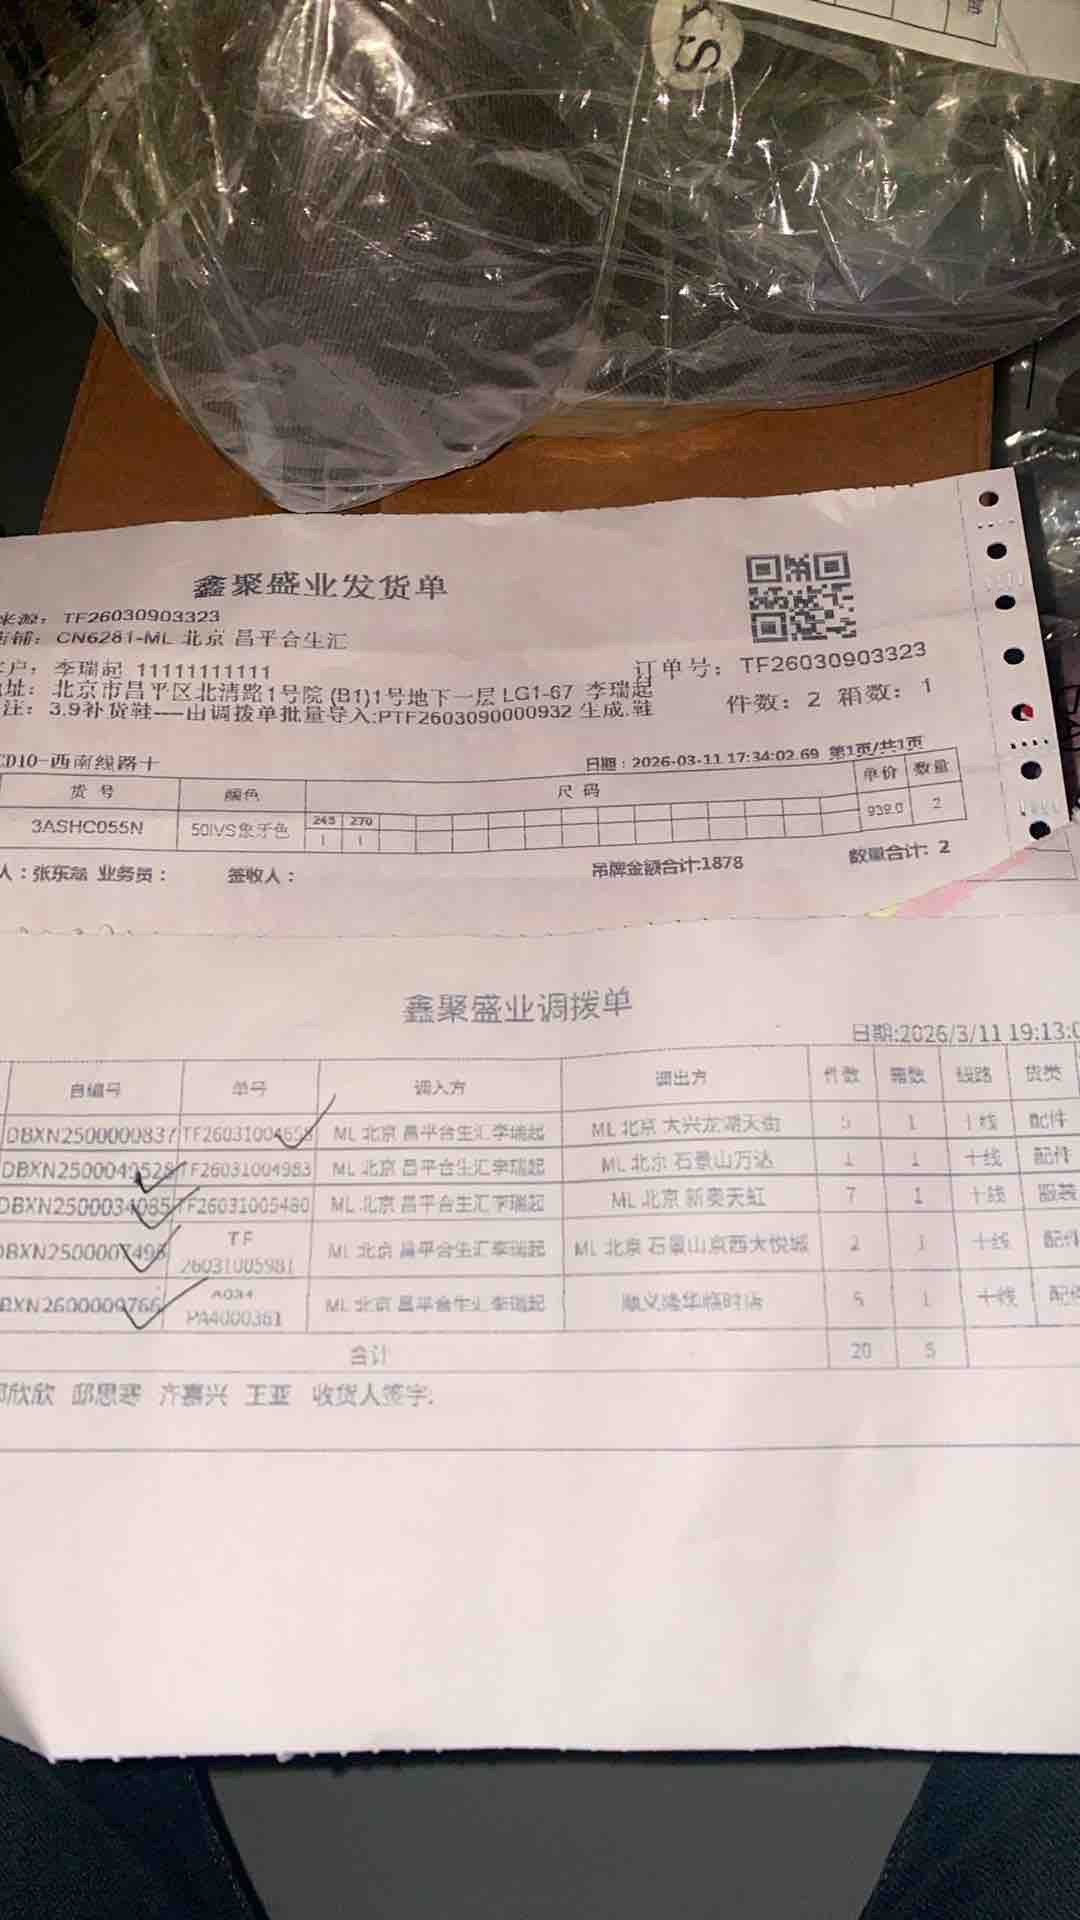 SY
鑫聚盛业发货单
来源: TF26030903323
店铺: CN6281-ML 北京 昌平合生汇
客户: 李瑞起 11111111111
订单号: TF26030903323
地址: 北京市昌平区北清路1号院 (B1)1号地下一层 LG1-67 李瑞起
件数: 2 箱数: 1
注: 3.9补货鞋----由调拨单批量导入:PTF2603090000932 生成.鞋
CD10-西南线路十
日期:2026-03-11 17:34:02.69 第1页/共1页
货号 颜色 尺码 单价 数量
3ASHC055N 50IVS象牙色 245 270 939.0 2
1 1
人:张东磊 业务员: 签收人: 吊牌金额合计:1878 数量合计: 2
鑫聚盛业调拨单
日期:2026/3/11 19:13:0
自编号 单号 调入方 调出方 件数 箱数 线路 货类
DBXN2500000837 TF26031004658 ML 北京 昌平合生汇李瑞起 ML 北京 大兴龙湖天街 5 1 十线 配件
DBXN2500049528 TF26031004983 ML 北京 昌平合生汇李瑞起 ML 北京 石景山万达 1 1 十线 配件
DBXN2500034085 TF26031005480 ML 北京 昌平合生汇李瑞起 ML 北京 新奥天虹 7 1 十线 服装
DBXN2500007498 TF 26031005981 ML 北京 昌平合生汇李瑞起 ML 北京 石景山京西大悦城 2 1 十线 配件
BXN2600009766 A034 PA4000361 ML 北京 昌平合生汇李瑞起 顺义隆华临时店 5 1 十线 配件
合计 20 5
欣欣 邸思寒 齐嘉兴 王亚 收货人签字: